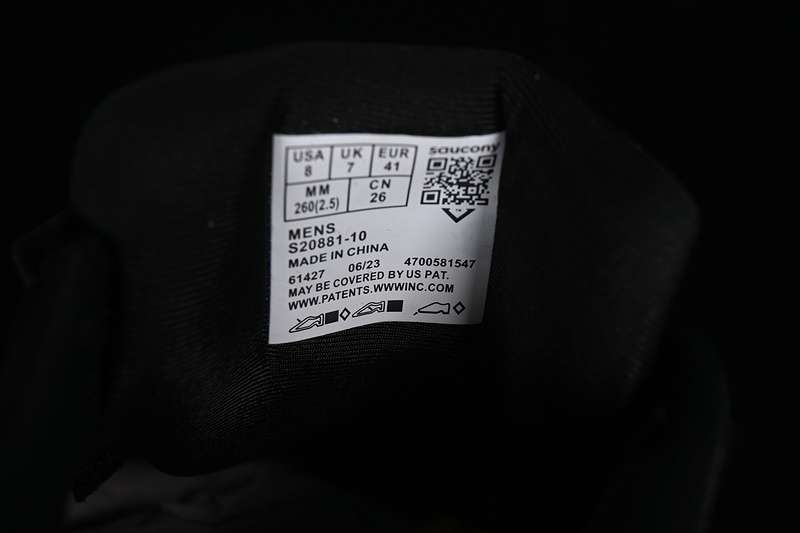 USA UK EUR saucony
8 7 41
MM CN
260(2.5) 26
MENS
S20881-10
MADE IN CHINA
61427 06/23 4700581547
MAY BE COVERED BY US PAT.
WWW.PATENTS.WWWINC.COM